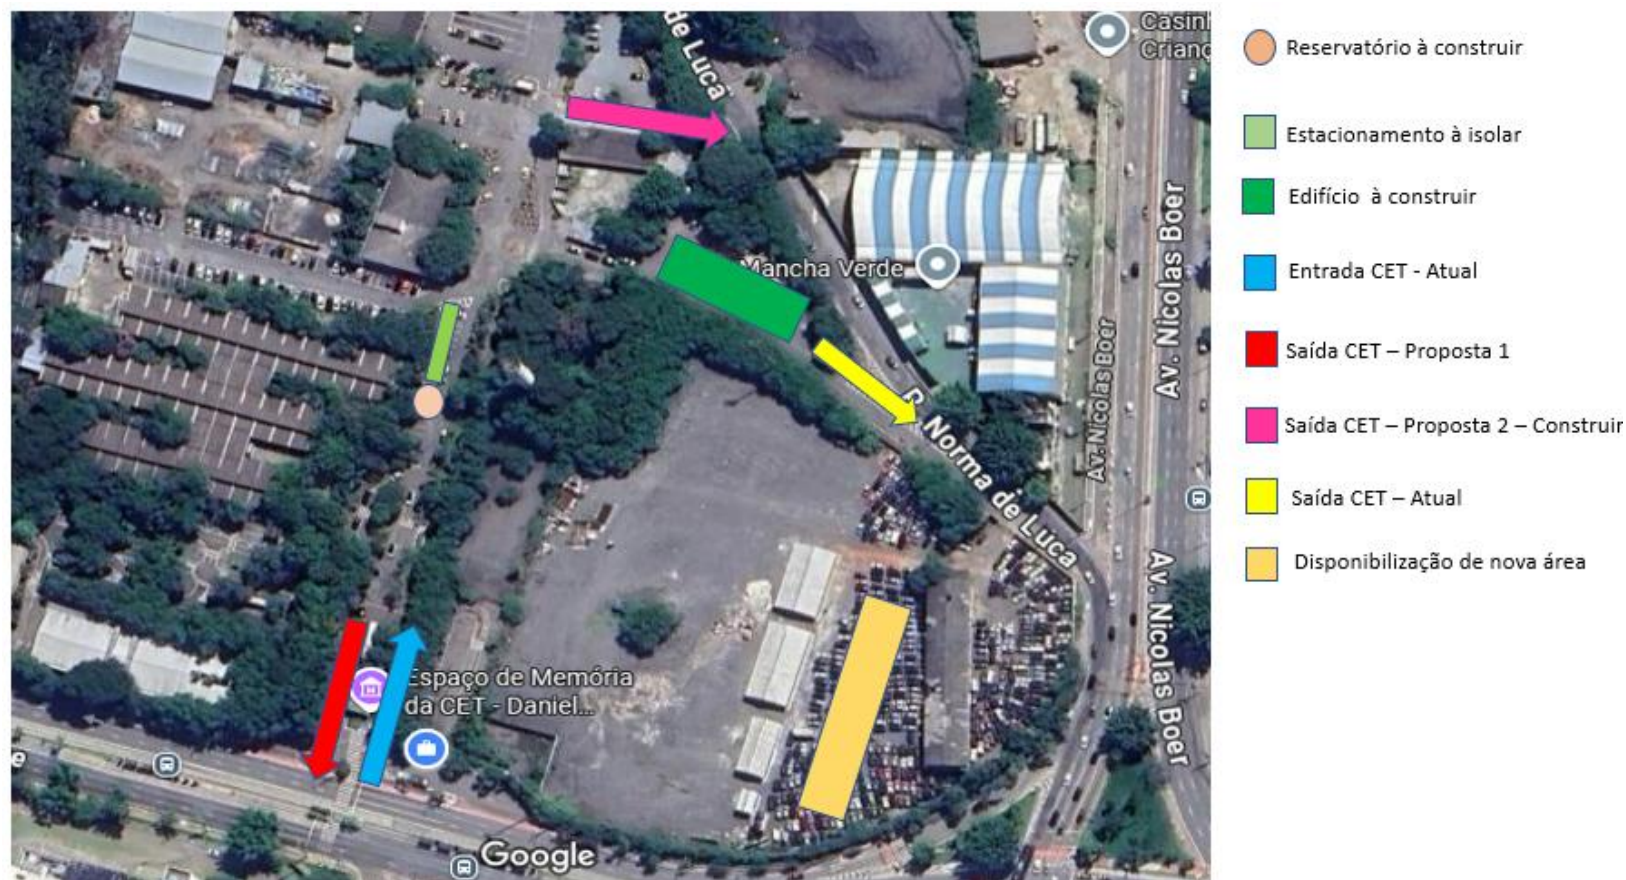 de Luca
Casinh
Crianç
Mancha Verde
Av. Nicolas Boer
Av. Nicolas Boer
R. Norma de Luca
Av. Nicolas Boer
Espaço de Memória
da CET - Daniel...
e
Google
Reservatório à construir
Estacionamento à isolar
Edifício à construir
Entrada CET - Atual
Saída CET – Proposta 1
Saída CET – Proposta 2 – Construir
Saída CET – Atual
Disponibilização de nova área